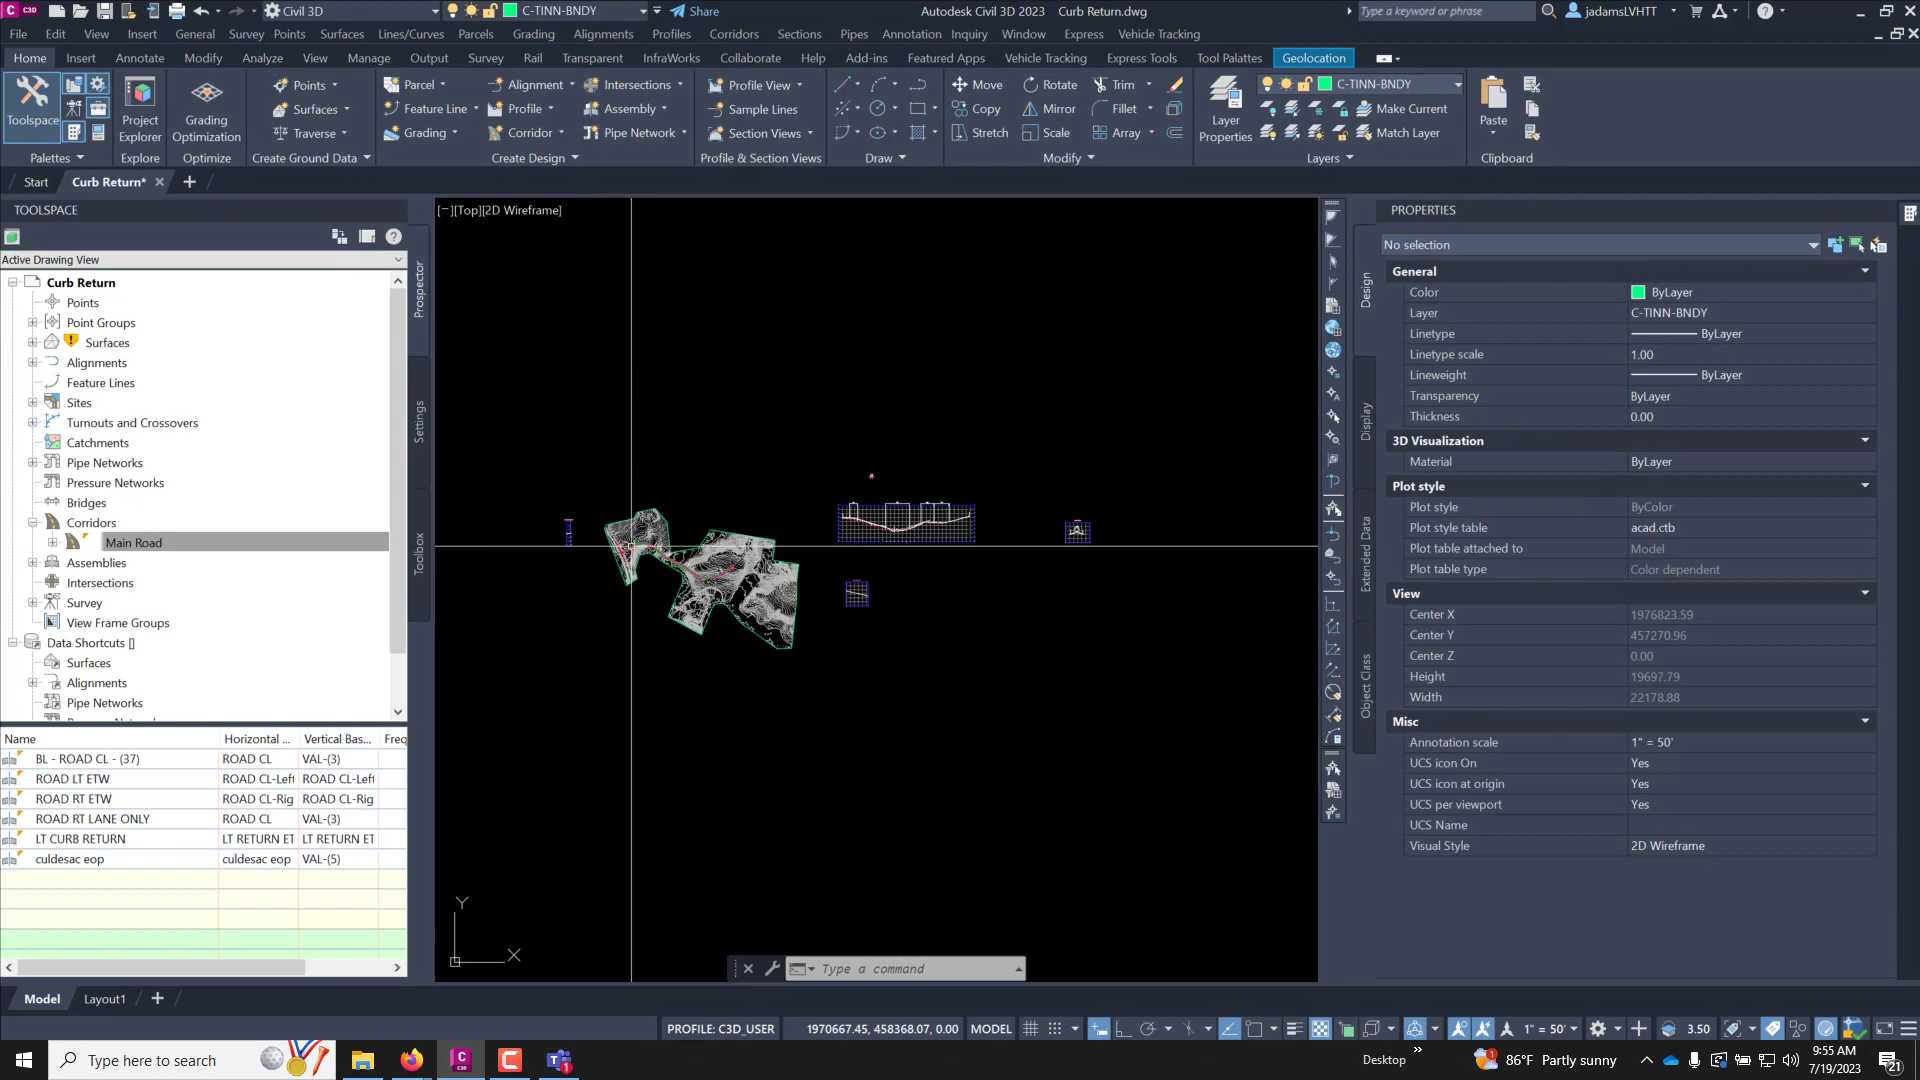 C3D Civil 3D C-TINN-BNDY Share Autodesk Civil 3D 2023 Curb Return.dwg Type a keyword or phrase jadamsLVHTT
File Edit View Insert General Survey Points Surfaces Lines/Curves Parcels Grading Alignments Profiles Corridors Sections Pipes Annotation Inquiry Window Express Vehicle Tracking
Home Insert Annotate Modify Analyze View Manage Output Survey Rail Transparent InfraWorks Collaborate Help Add-ins Featured Apps Vehicle Tracking Express Tools Tool Palettes Geolocation
Points Parcel Alignment Intersections Profile View Move Rotate Trim C-TINN-BNDY
Surfaces Feature Line Profile Assembly Sample Lines Copy Mirror Fillet Make Current
Traverse Grading Corridor Pipe Network Section Views Stretch Scale Array Match Layer
Toolspace Project Explorer Grading Optimization Layer Properties Paste
Palettes Explore Optimize Create Ground Data Create Design Profile & Section Views Draw Modify Layers Clipboard
Start Curb Return*
TOOLSPACE
Active Drawing View
Curb Return
Points
Point Groups
Surfaces
Alignments
Feature Lines
Sites
Turnouts and Crossovers
Catchments
Pipe Networks
Pressure Networks
Bridges
Corridors
Main Road
Assemblies
Intersections
Survey
View Frame Groups
Data Shortcuts []
Surfaces
Alignments
Pipe Networks
Prospector
Settings
Toolbox
Name Horizontal ... Vertical Bas... Freq
BL - ROAD CL - (37) ROAD CL VAL-(3)
ROAD LT ETW ROAD CL-Left ROAD CL-Left
ROAD RT ETW ROAD CL-Rig ROAD CL-Rig
ROAD RT LANE ONLY ROAD CL VAL-(3)
LT CURB RETURN LT RETURN ET LT RETURN ET
culdesac eop culdesac eop VAL-(5)
[−][Top][2D Wireframe]
Y
X
Type a command
PROPERTIES
No selection
Design
Display
Extended Data
Object Class
General
Color ByLayer
Layer C-TINN-BNDY
Linetype ByLayer
Linetype scale 1.00
Lineweight ByLayer
Transparency ByLayer
Thickness 0.00
3D Visualization
Material ByLayer
Plot style
Plot style ByColor
Plot style table acad.ctb
Plot table attached to Model
Plot table type Color dependent
View
Center X 1976823.59
Center Y 457270.96
Center Z 0.00
Height 19697.79
Width 22178.88
Misc
Annotation scale 1" = 50'
UCS icon On Yes
UCS icon at origin Yes
UCS per viewport Yes
UCS Name
Visual Style 2D Wireframe
Model Layout1
PROFILE: C3D_USER 1970667.45, 458368.07, 0.00 MODEL 1" = 50' 3.50
Type here to search Desktop 86°F Partly sunny 9:55 AM
7/19/2023 21